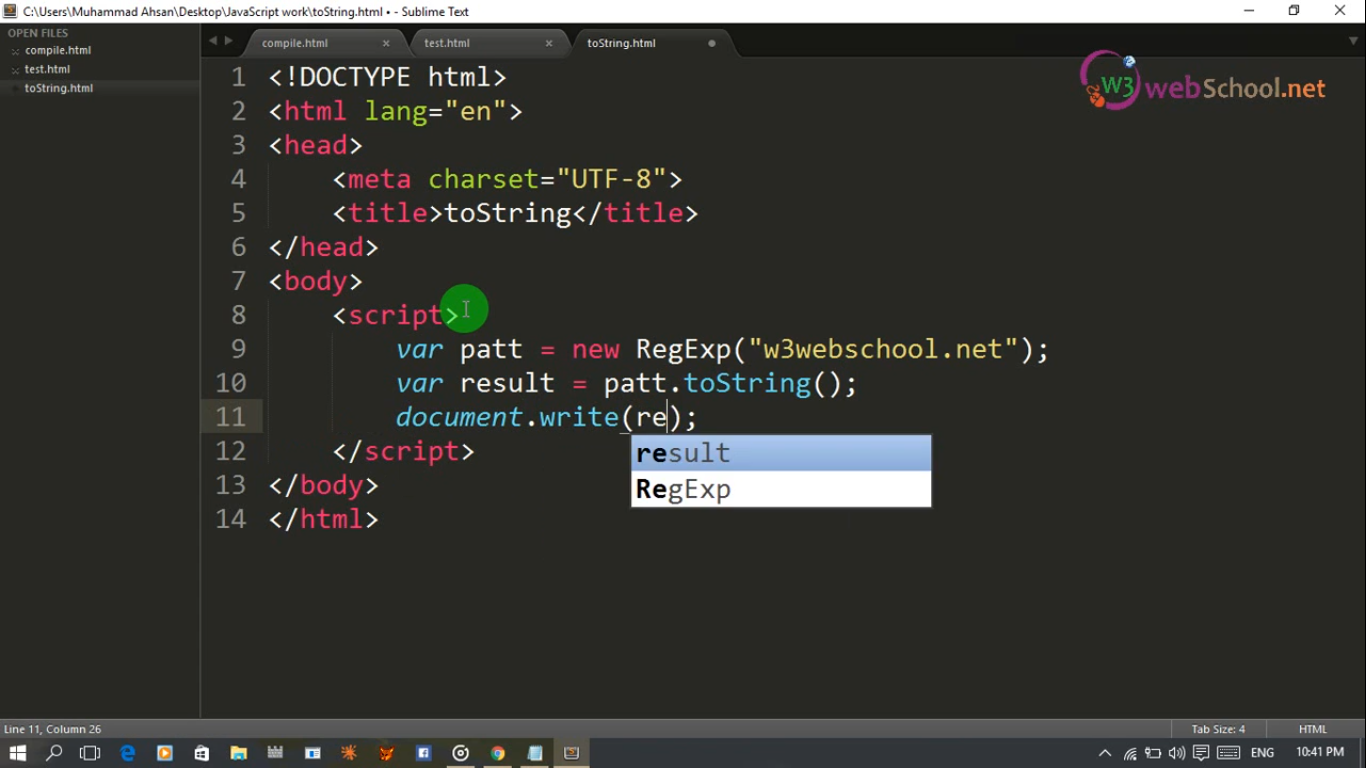 C:\Users\Muhammad Ahsan\Desktop\JavaScript work\toString.html • - Sublime Text
OPEN FILES
compile.html
test.html
toString.html
compile.html × test.html × toString.html
W3 webSchool.net
1 <!DOCTYPE html>
2 <html lang="en">
3 <head>
4 <meta charset="UTF-8">
5 <title>toString</title>
6 </head>
7 <body>
8 <script>
9 var patt = new RegExp("w3webschool.net");
10 var result = patt.toString();
11 document.write(re);
result
RegExp
12 </script>
13 </body>
14 </html>
Line 11, Column 26 Tab Size: 4 HTML
ENG 10:41 PM